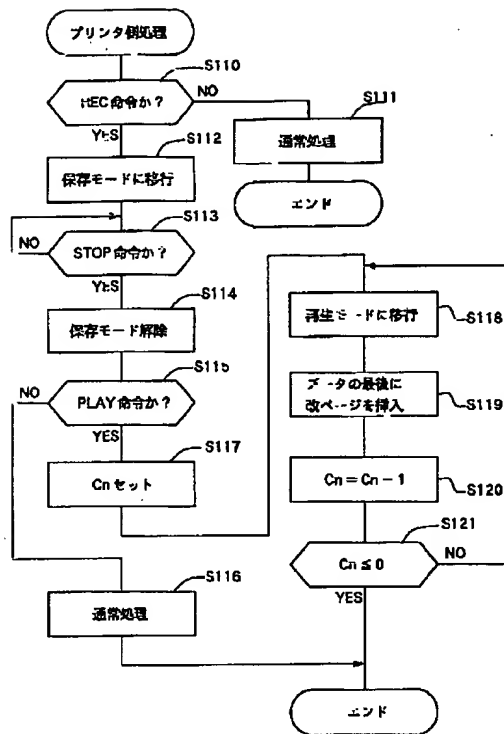 プリンタ側処理
S110
REC命令か？
NO
YES
S111
通常処理
エンド
S112
保存モードに移行
S113
STOP命令か？
NO
YES
S114
保存モード解除
S115
PLAY命令か？
NO
YES
S117
Cnセット
S116
通常処理
再生モードに移行
S118
データの最後に
改ページを挿入
S119
Cn＝Cn－1
S120
S121
Cn≤0
NO
YES
エンド